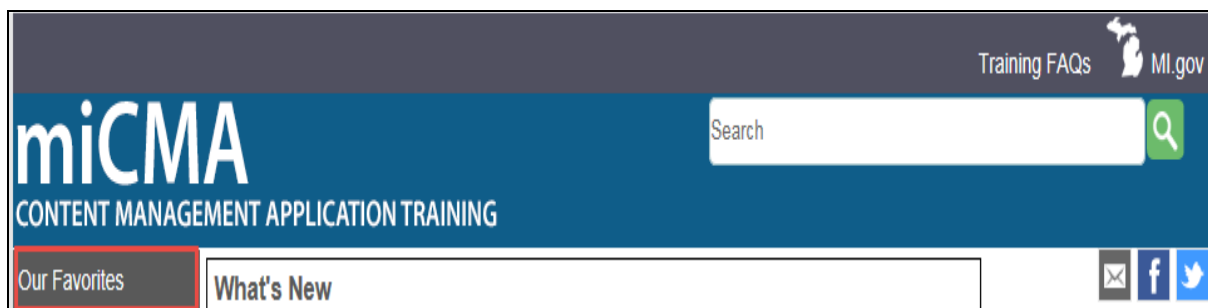 Training FAQs MI.gov
miCMA
Search
CONTENT MANAGEMENT APPLICATION TRAINING
Our Favorites
What's New